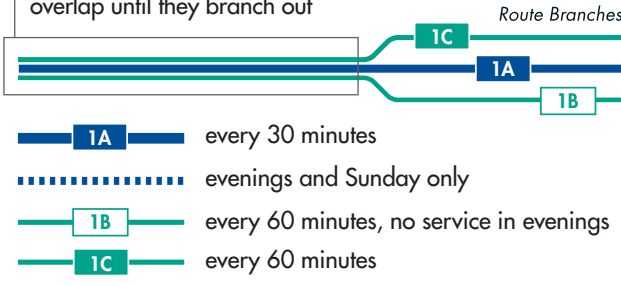 overlap until they branch out
Route Branches
1C
1A
1B
1A every 30 minutes
evenings and Sunday only
1B every 60 minutes, no service in evenings
1C every 60 minutes